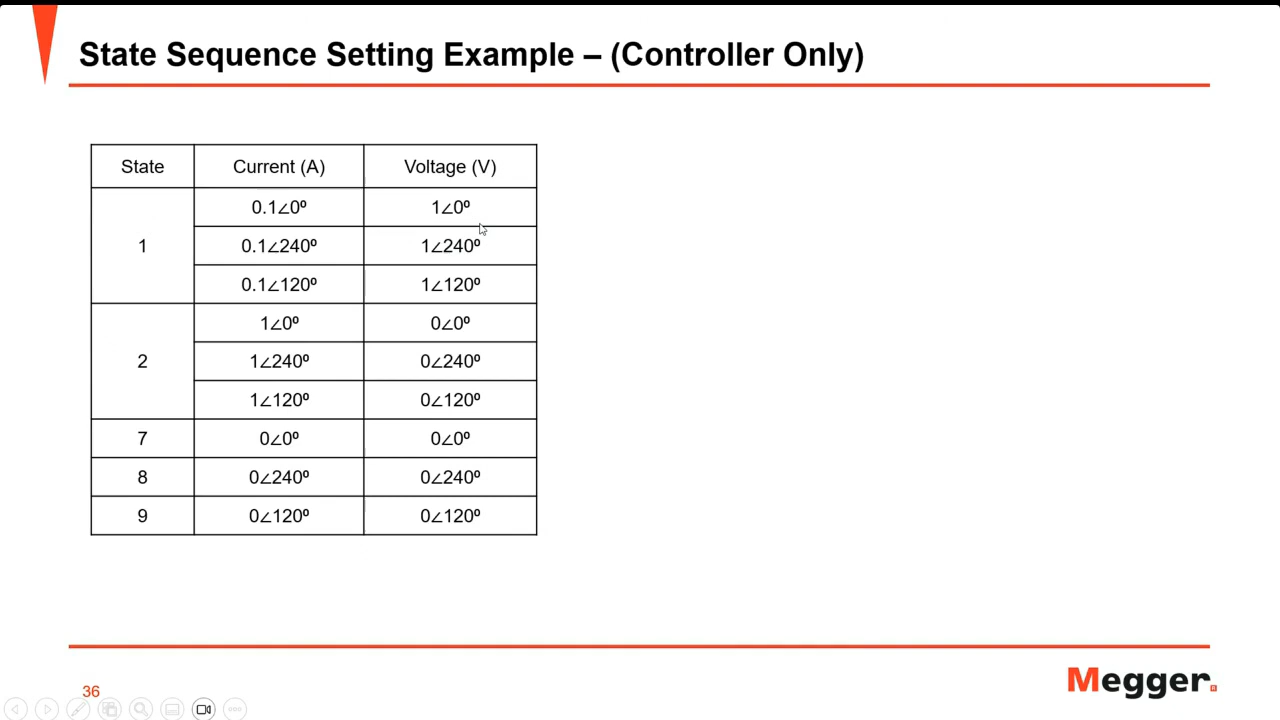 State Sequence Setting Example – (Controller Only)
State Current (A) Voltage (V)
1 0.1∠0º 1∠0º
0.1∠240º 1∠240º
0.1∠120º 1∠120º
2 1∠0º 0∠0º
1∠240º 0∠240º
1∠120º 0∠120º
7 0∠0º 0∠0º
8 0∠240º 0∠240º
9 0∠120º 0∠120º
36
Megger